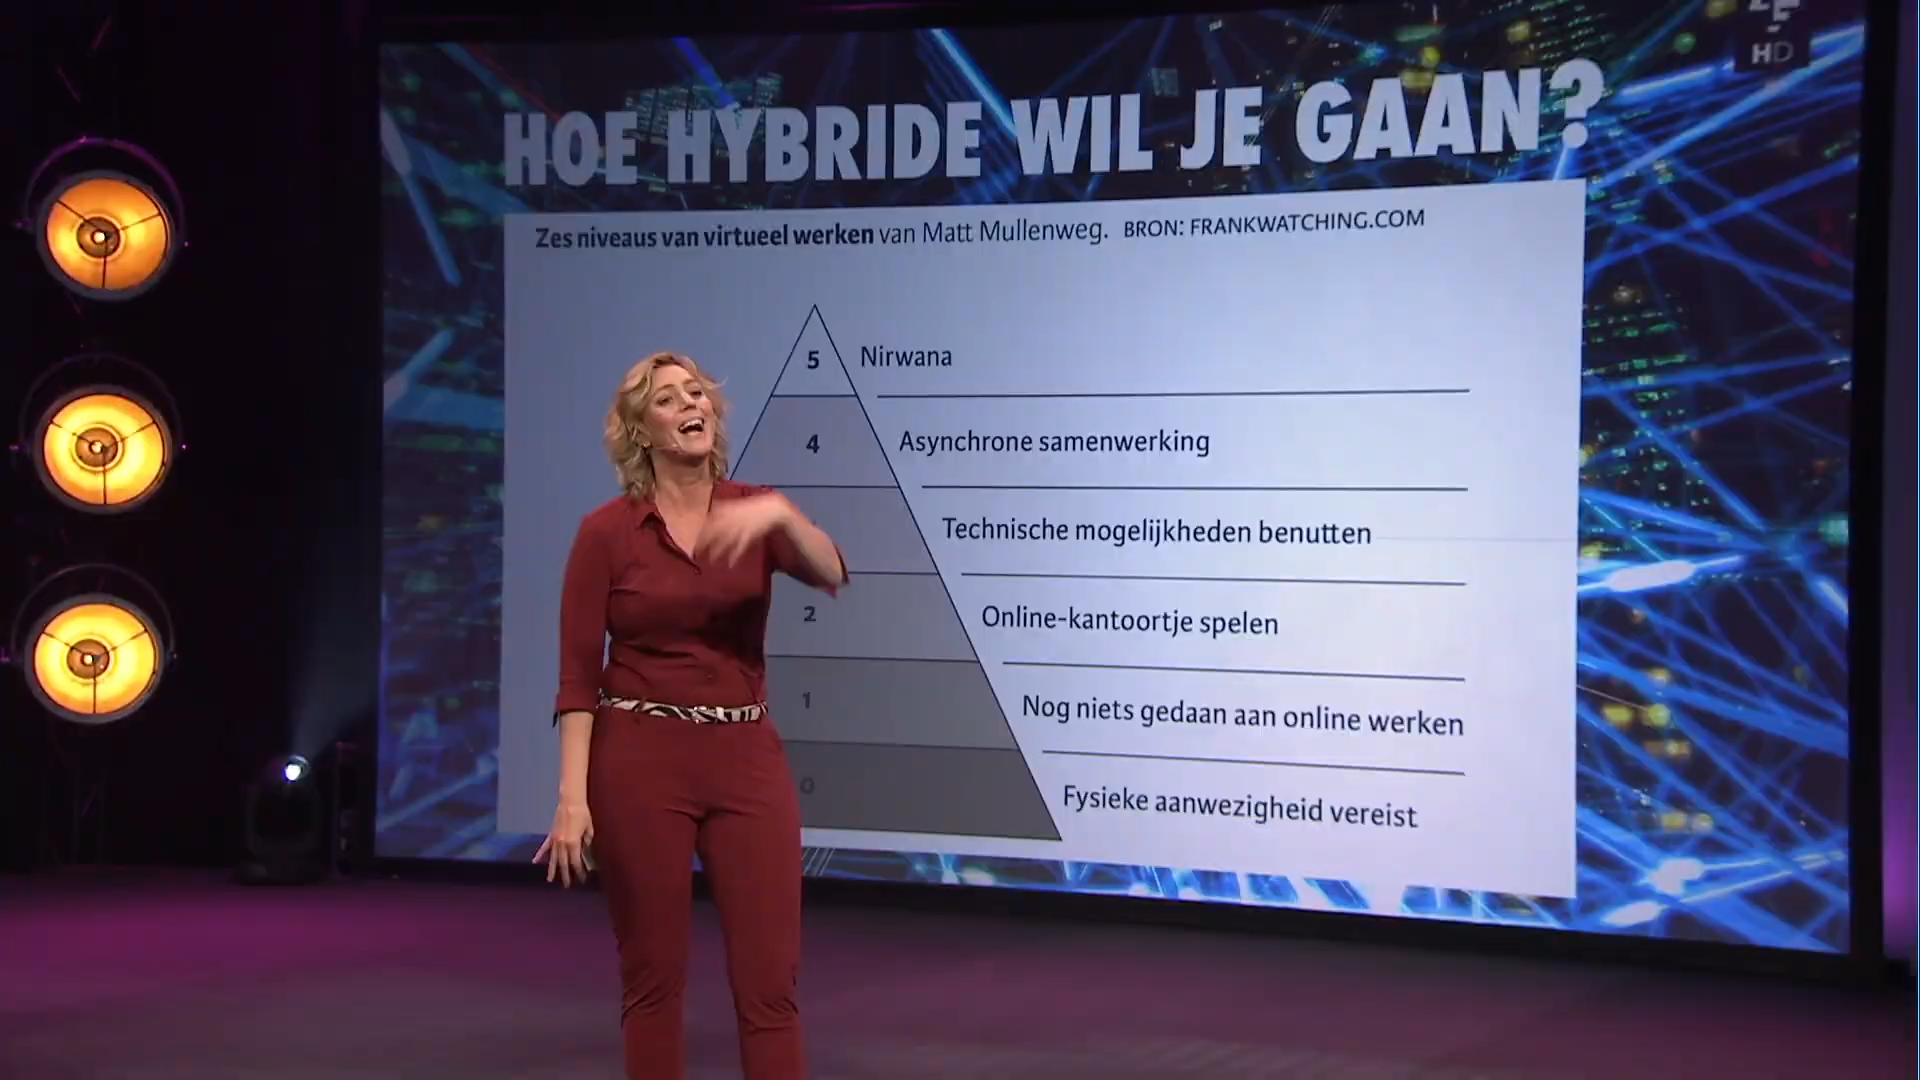 HD
HOE HYBRIDE WIL JE GAAN?
Zes niveaus van virtueel werken van Matt Mullenweg. BRON: FRANKWATCHING.COM
5 Nirwana
4 Asynchrone samenwerking
Technische mogelijkheden benutten
2 Online-kantoortje spelen
1 Nog niets gedaan aan online werken
0 Fysieke aanwezigheid vereist